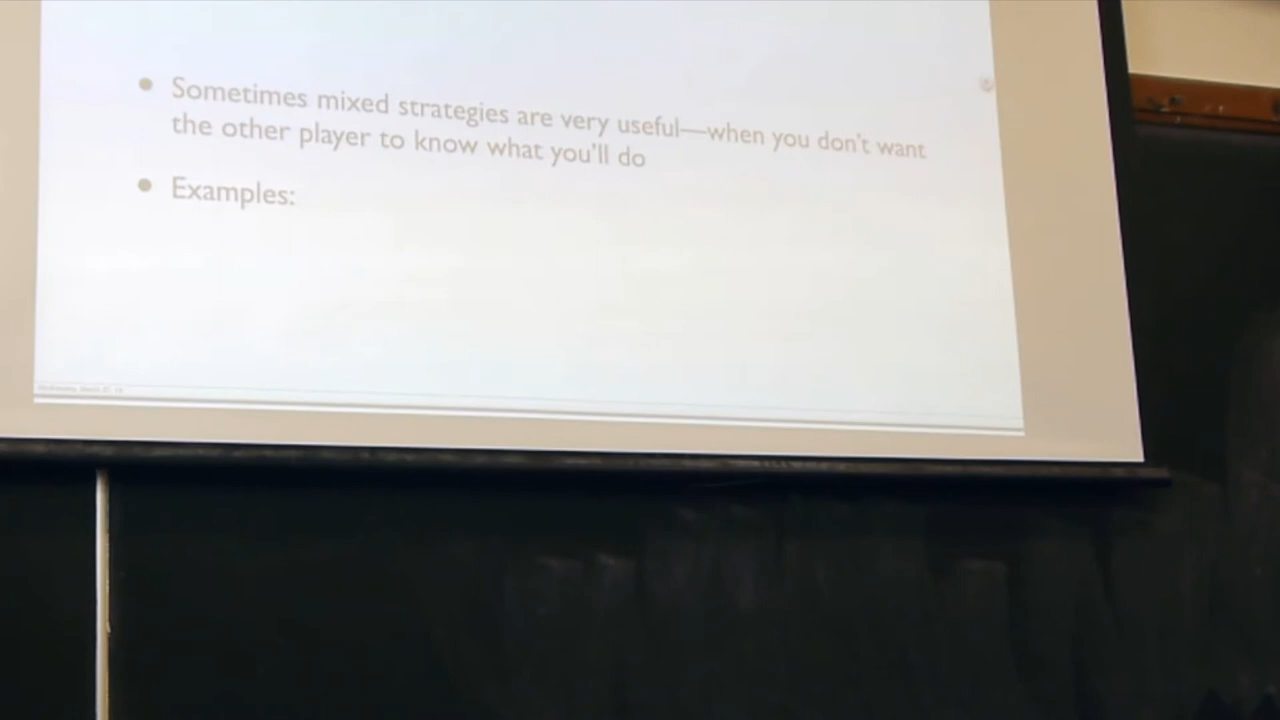 • Sometimes mixed strategies are very useful—when you don't want
the other player to know what you'll do
• Examples: